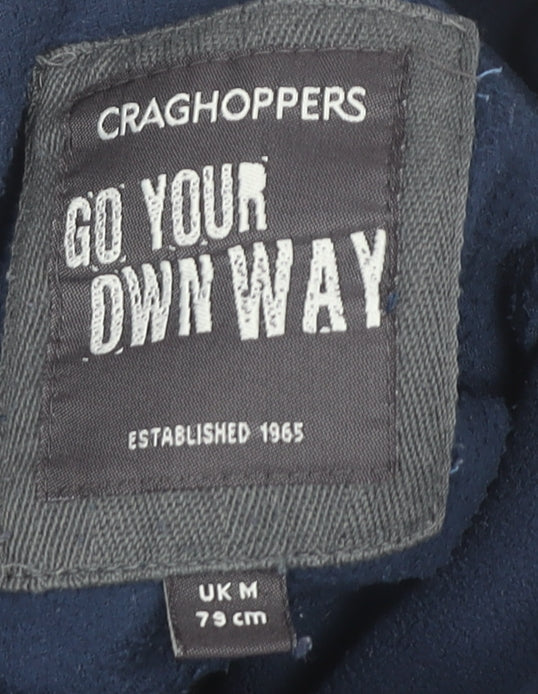 CRAGHOPPERS
GO YOUR
OWN WAY
ESTABLISHED 1965
UK M
79 cm